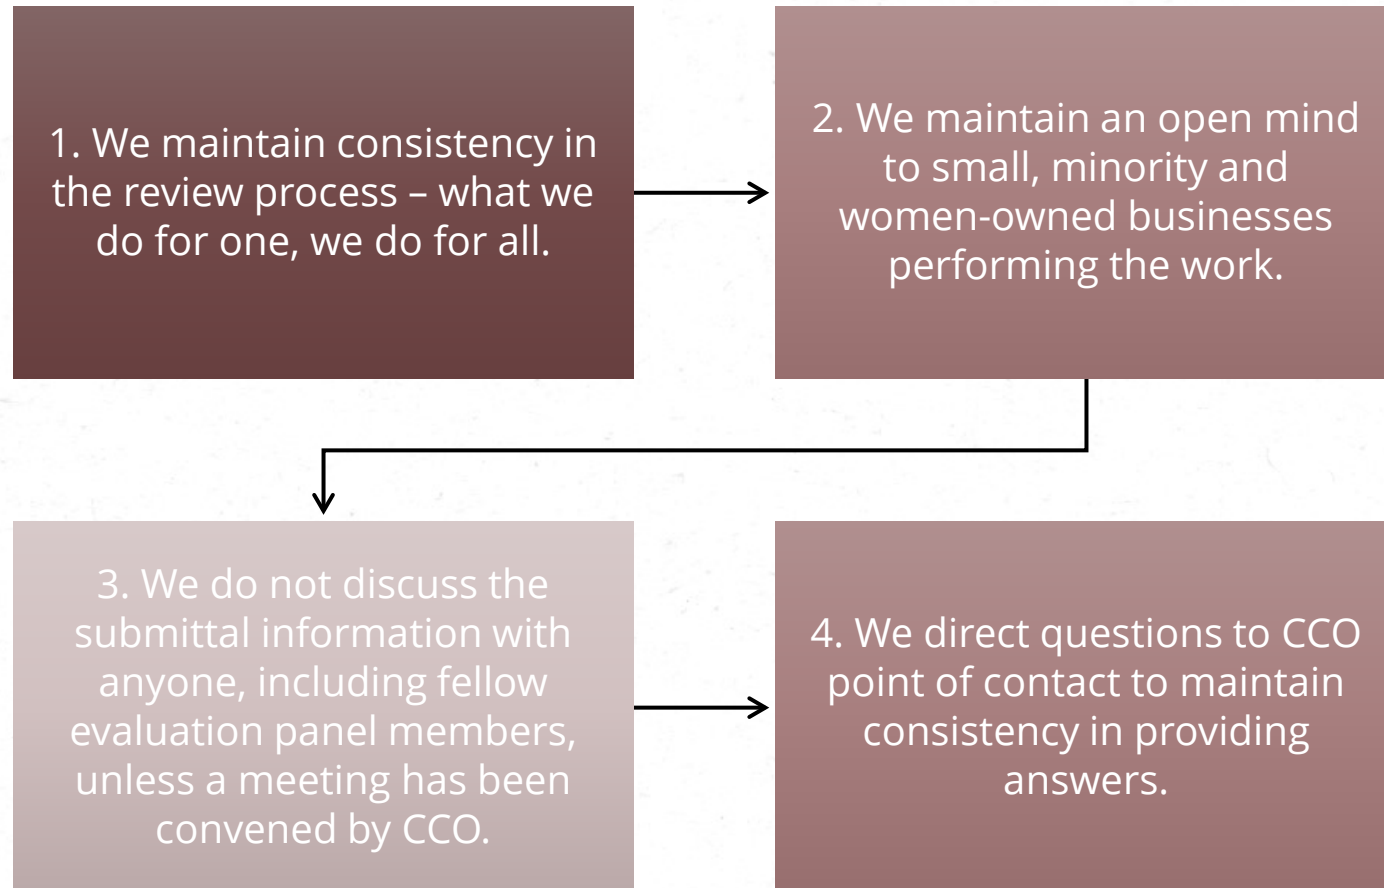 1. We maintain consistency in
the review process – what we
do for one, we do for all.
2. We maintain an open mind
to small, minority and
women-owned businesses
performing the work.
3. We do not discuss the
submittal information with
anyone, including fellow
evaluation panel members,
unless a meeting has been
convened by CCO.
4. We direct questions to CCO
point of contact to maintain
consistency in providing
answers.